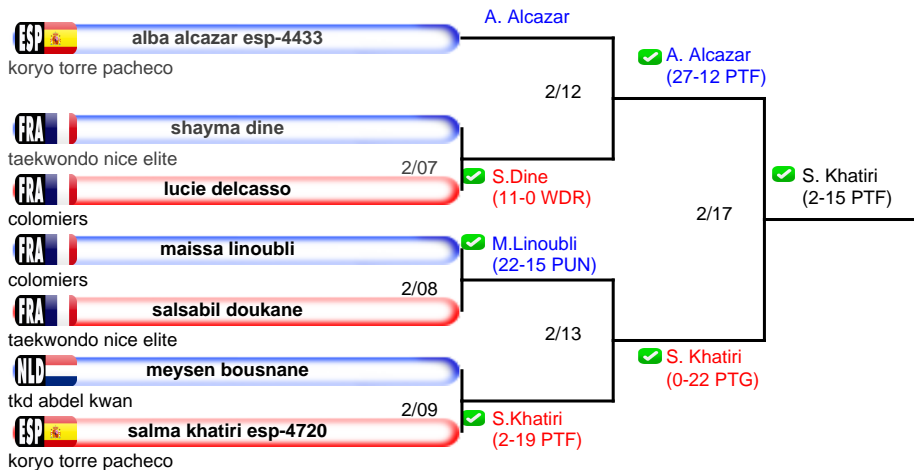 A. Alcazar
ESP alba alcazar esp-4433
koryo torre pacheco
A. Alcazar
(27-12 PTF)
2/12
FRA shayma dine
taekwondo nice elite
2/07
S.Dine
(11-0 WDR)
FRA lucie delcasso
colomiers
S. Khatiri
(2-15 PTF)
2/17
FRA maissa linoubli
colomiers
M.Linoubli
(22-15 PUN)
2/08
FRA salsabil doukane
taekwondo nice elite
2/13
NLD meysen bousnane
tkd abdel kwan
S. Khatiri
(0-22 PTG)
2/09
ESP salma khatiri esp-4720
koryo torre pacheco
S.Khatiri
(2-19 PTF)